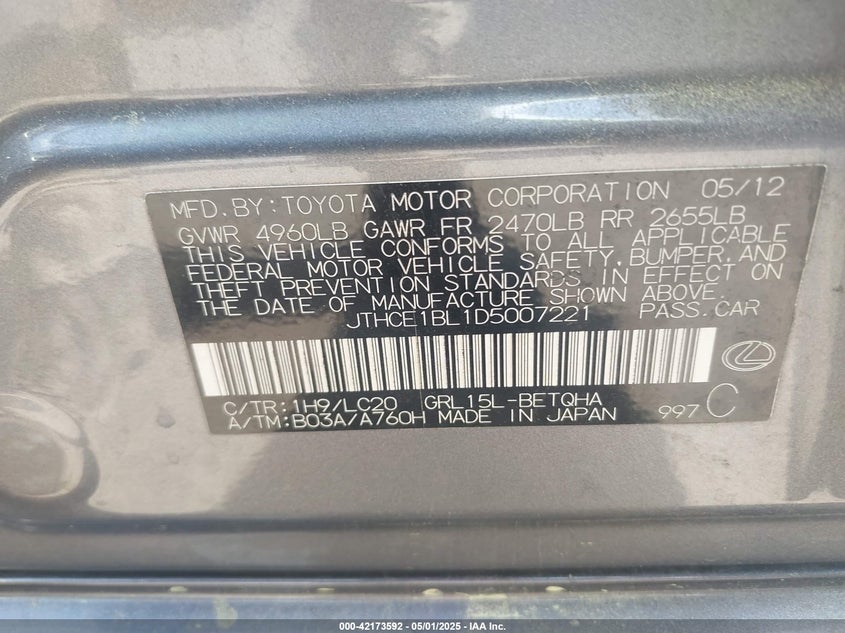 MFD. BY: TOYOTA MOTOR CORPORATION 05/12
GVWR 4960LB GAWR FR 2470LB RR 2655LB
THIS VEHICLE CONFORMS TO ALL APPLICABLE
FEDERAL MOTOR VEHICLE SAFETY, BUMPER, AND
THEFT PREVENTION STANDARDS IN EFFECT ON
THE DATE OF MANUFACTURE SHOWN ABOVE.
JTHCE1BL1D5007221 PASS. CAR
C/TR: 1H9/LC20 GRL15L-BETQHA
A/TM: B03A/A760H MADE IN JAPAN 997 C
000-42173592 - 05/01/2025 - IAA Inc.